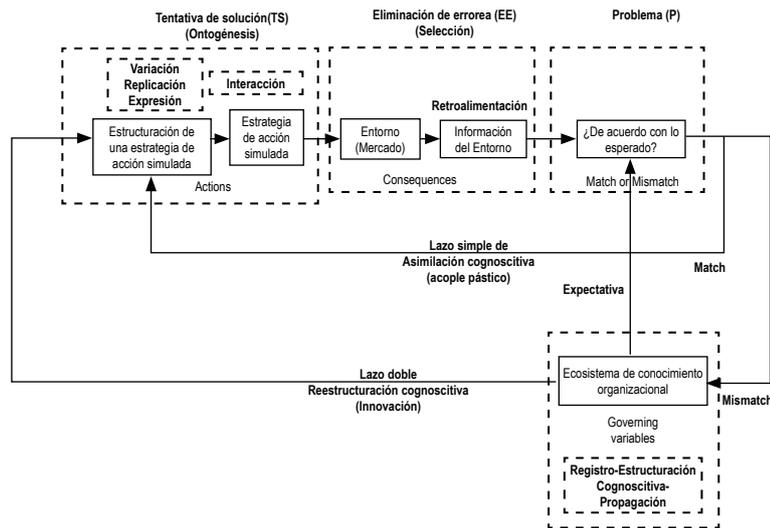 Tentativa de solución(TS)
(Ontogénesis)
Eliminación de errorea (EE)
(Selección)
Problema (P)
Variación
Replicación
Expresión
Interacción
Estructuración de
una estrategia de
acción simulada
Estrategia
de acción
simulada
Actions
Retroalimentación
Entorno
(Mercado)
Información
del Entorno
Consequences
¿De acuerdo con lo
esperado?
Match or Mismatch
Lazo simple de
Asimilación cognoscitiva
(acople pástico)
Match
Expectativa
Lazo doble
Reestructuración cognoscitiva
(Innovación)
Ecosistema de conocimiento
organizacional
Mismatch
Governing
variables
Registro-Estructuración
Cognoscitiva-
Propagación